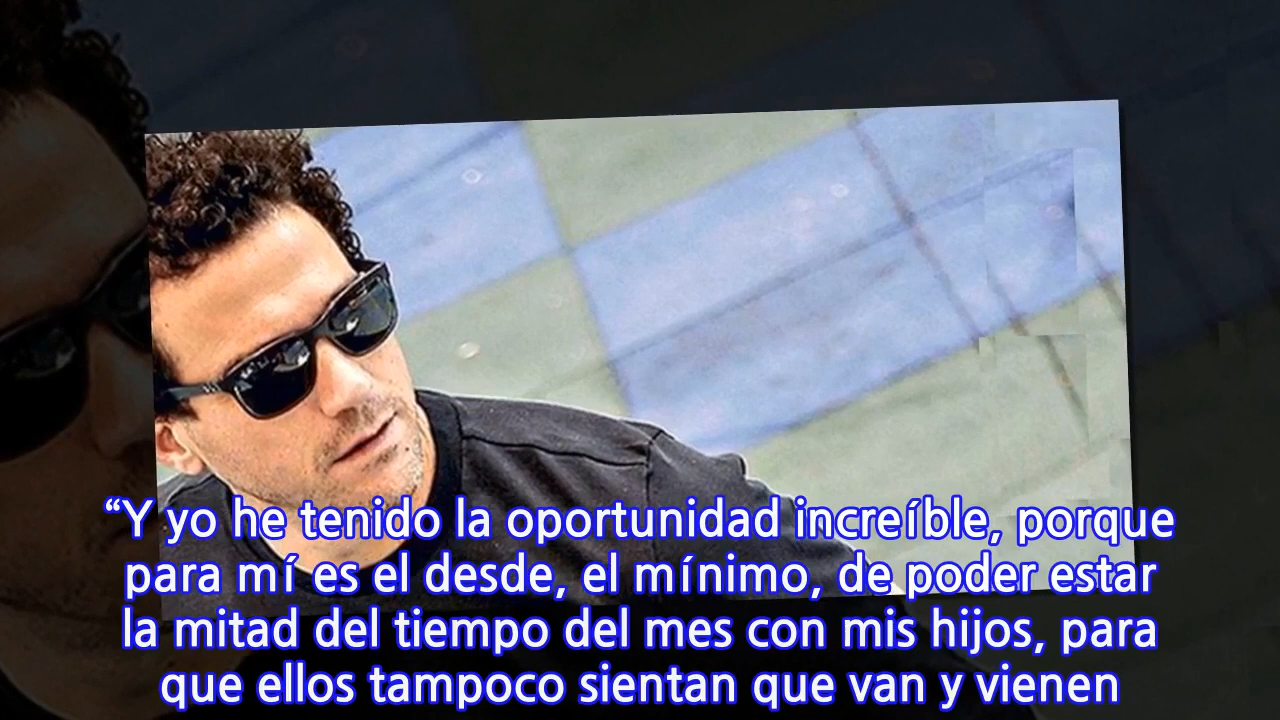 “Y yo he tenido la oportunidad increíble, porque
para mí es el desde, el mínimo, de poder estar
la mitad del tiempo del mes con mis hijos, para
que ellos tampoco sientan que van y vienen